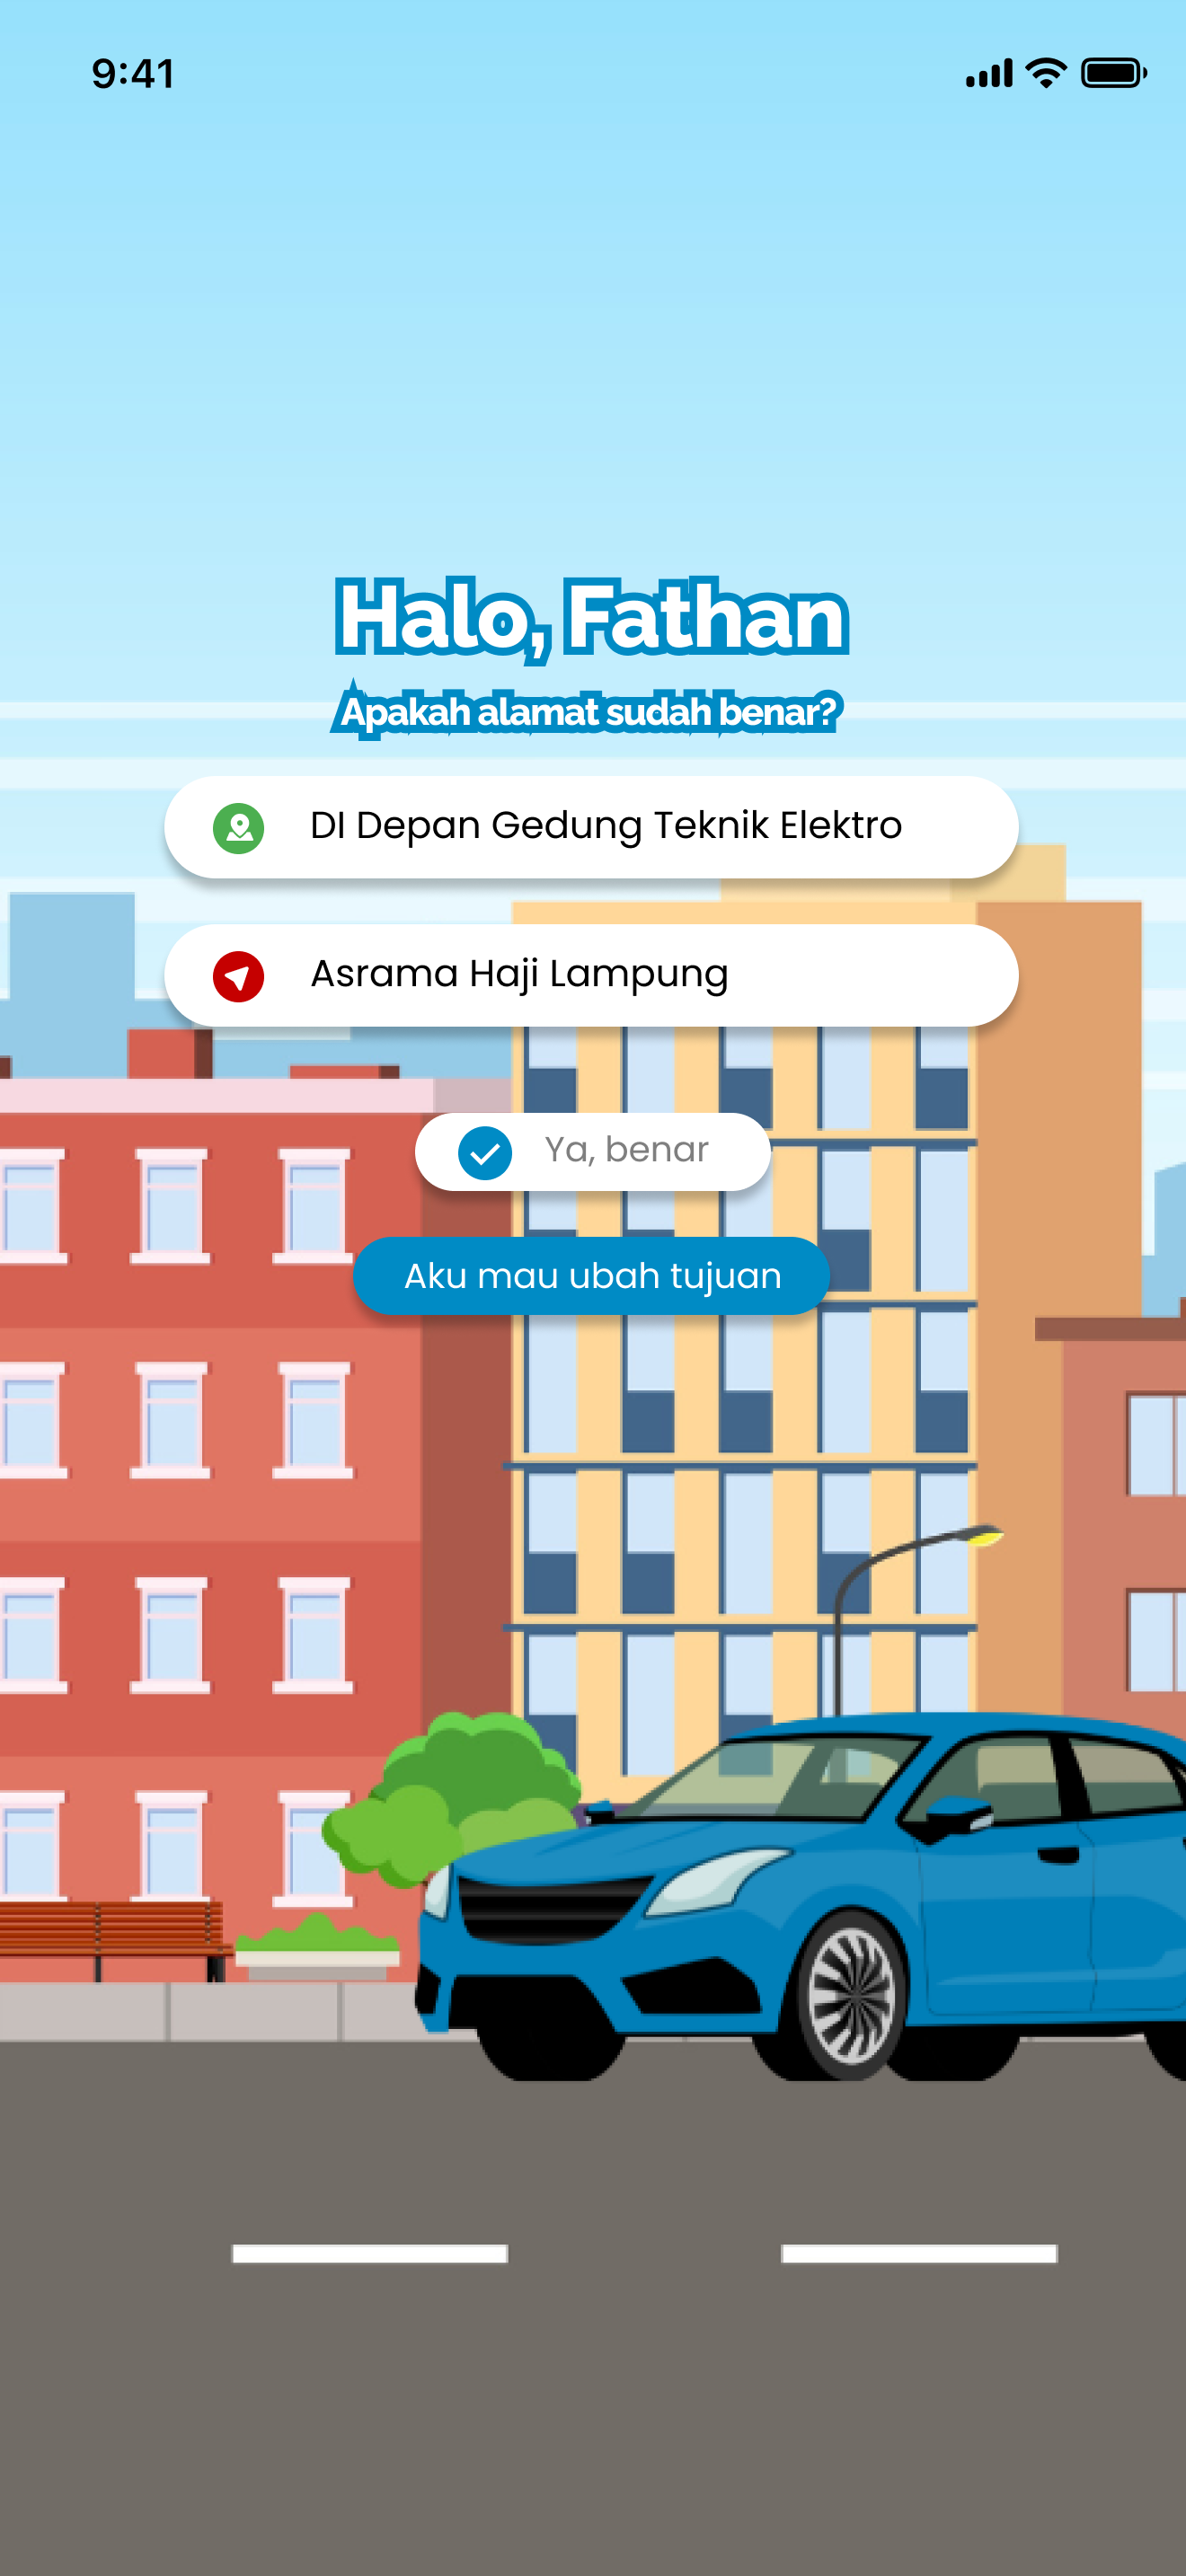 9:41
Halo, Fathan
Apakah alamat sudah benar?
DI Depan Gedung Teknik Elektro
Asrama Haji Lampung
Ya, benar
Aku mau ubah tujuan